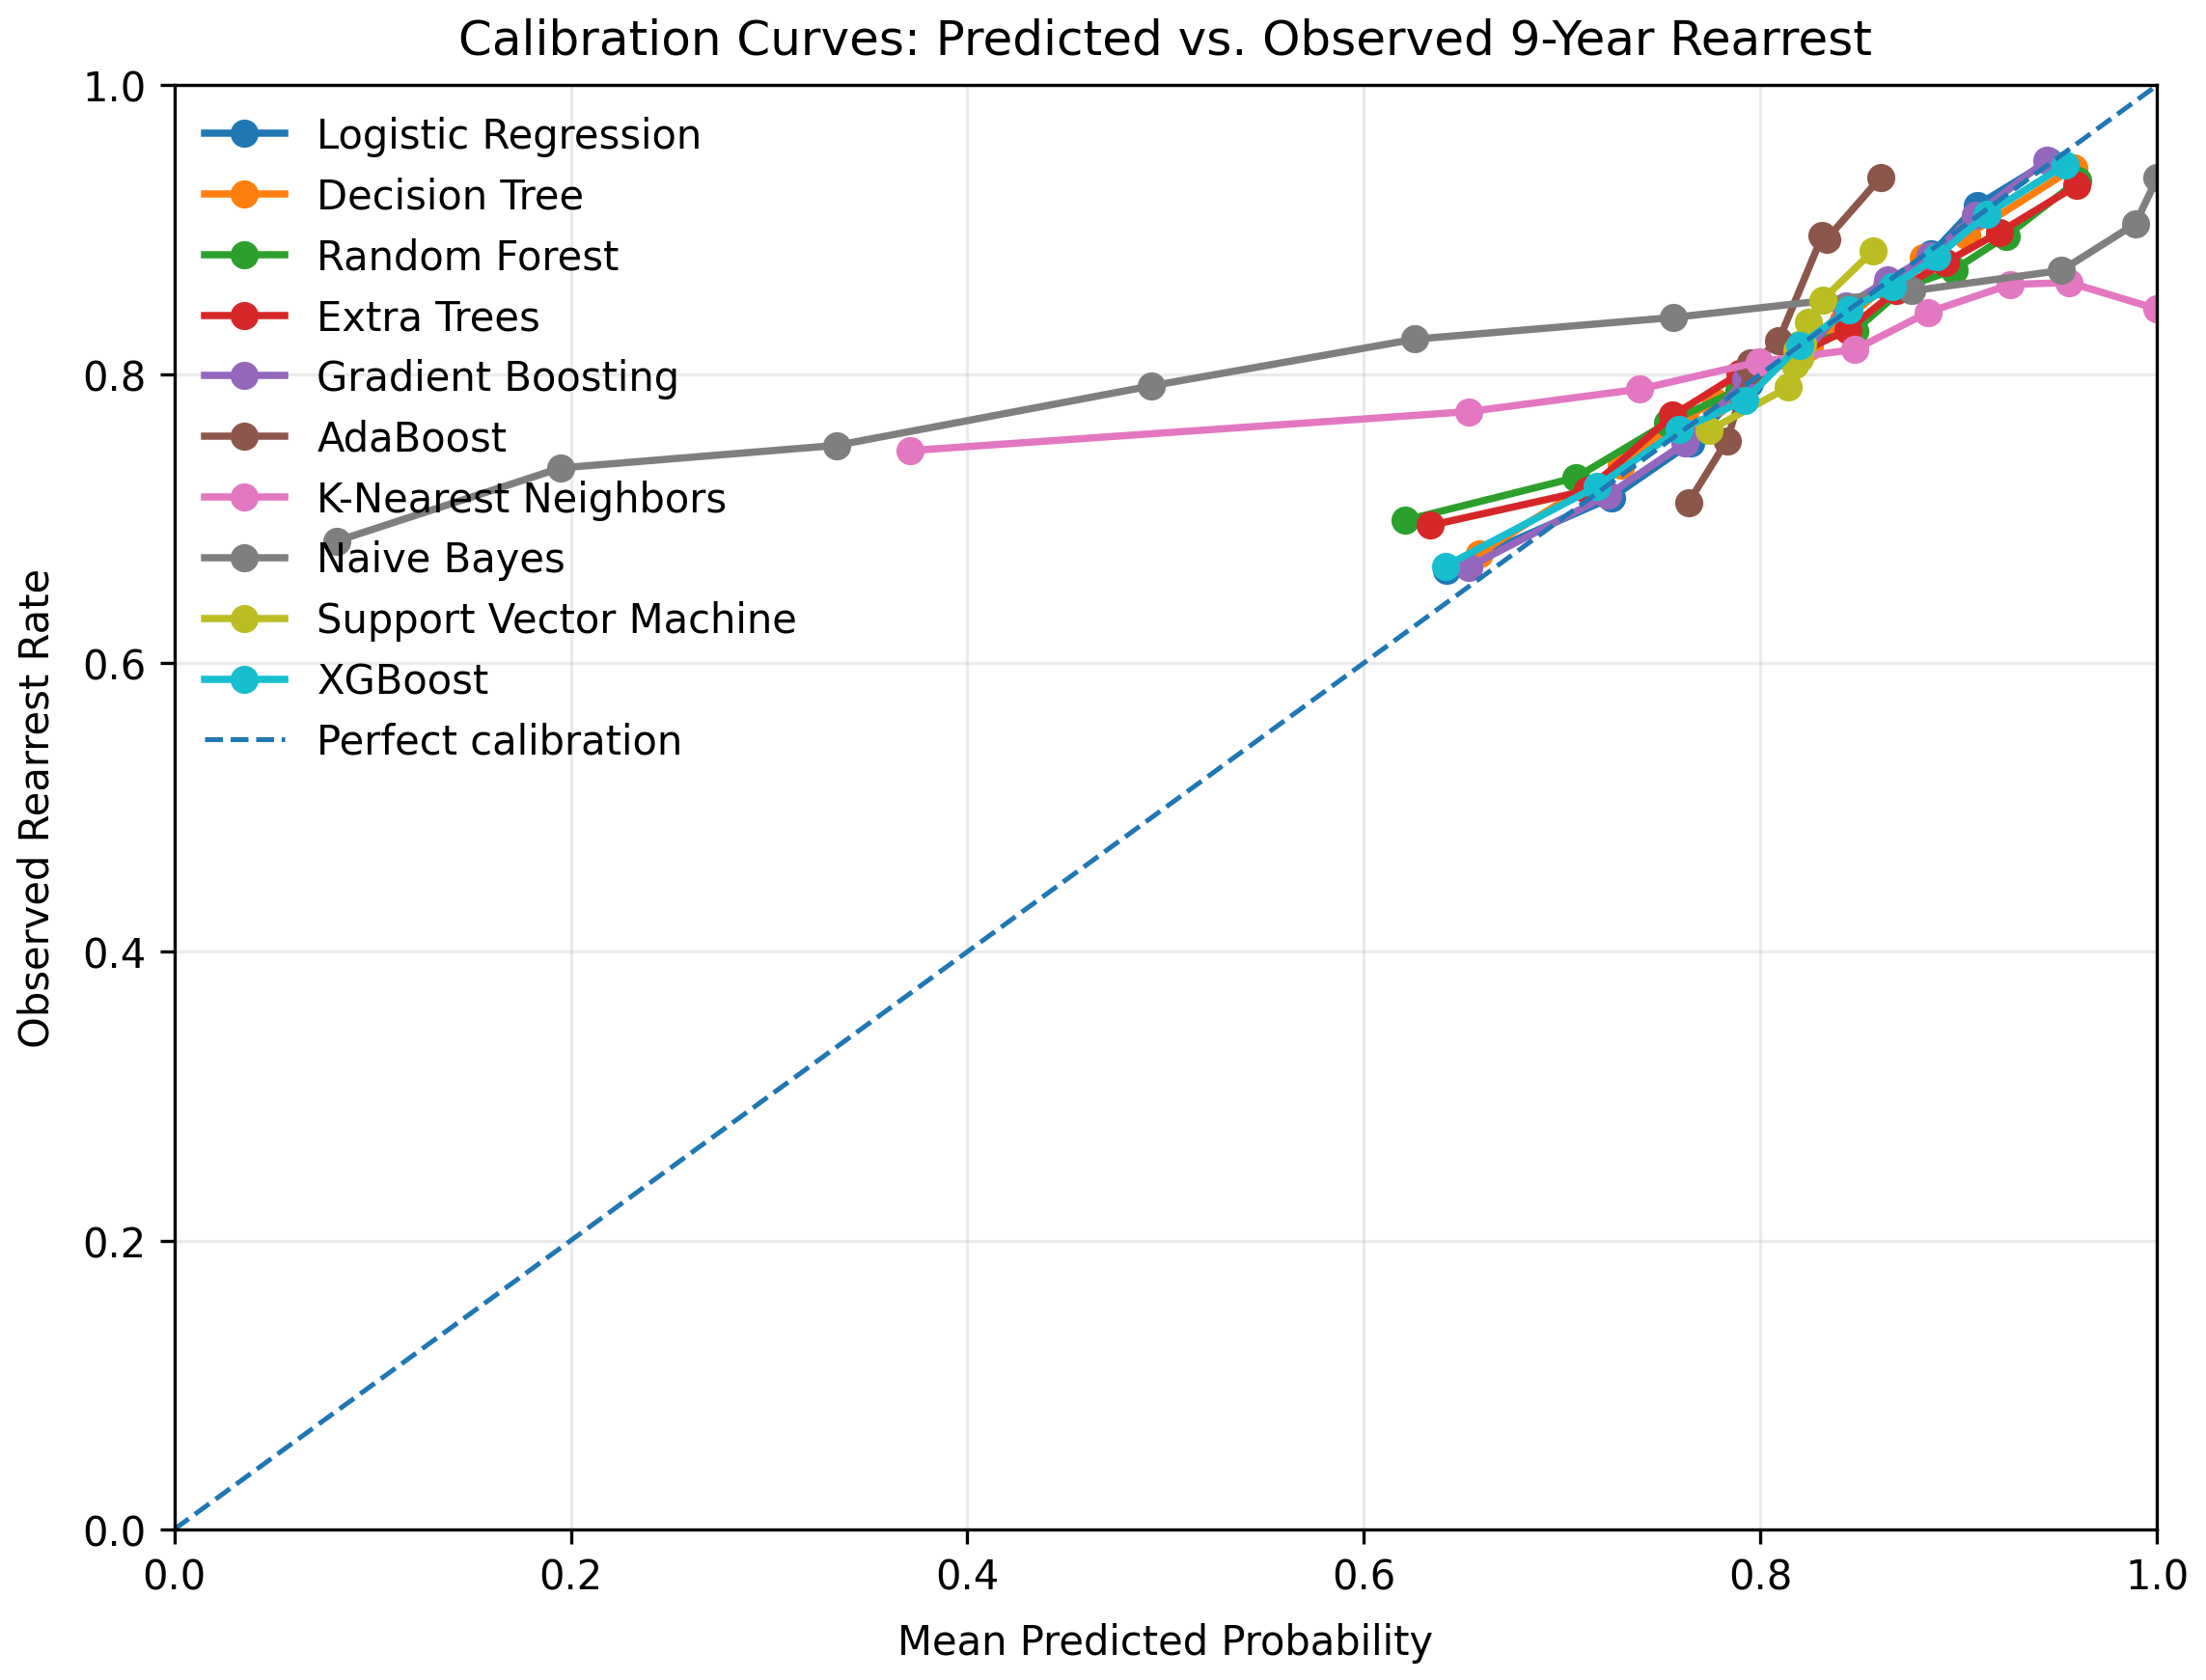 Calibration Curves: Predicted vs. Observed 9-Year Rearrest
1.0
0.8
0.6
0.4
0.2
0.0
Observed Rearrest Rate
Logistic Regression
Decision Tree
Random Forest
Extra Trees
Gradient Boosting
AdaBoost
K-Nearest Neighbors
Naive Bayes
Support Vector Machine
XGBoost
Perfect calibration
0.0 0.2 0.4 0.6 0.8 1.0
Mean Predicted Probability